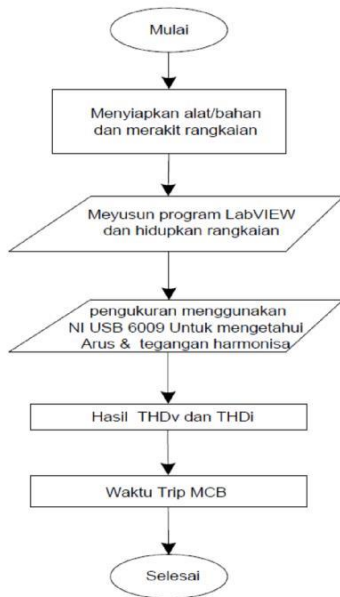 Mulai
Menyiapkan alat/bahan
dan merakit rangkaian
Meyusun program LabVIEW
dan hidupkan rangkaian
pengukuran menggunakan
NI USB 6009 Untuk mengetahui
Arus & tegangan harmonisa
Hasil THDv dan THDi
Waktu Trip MCB
Selesai